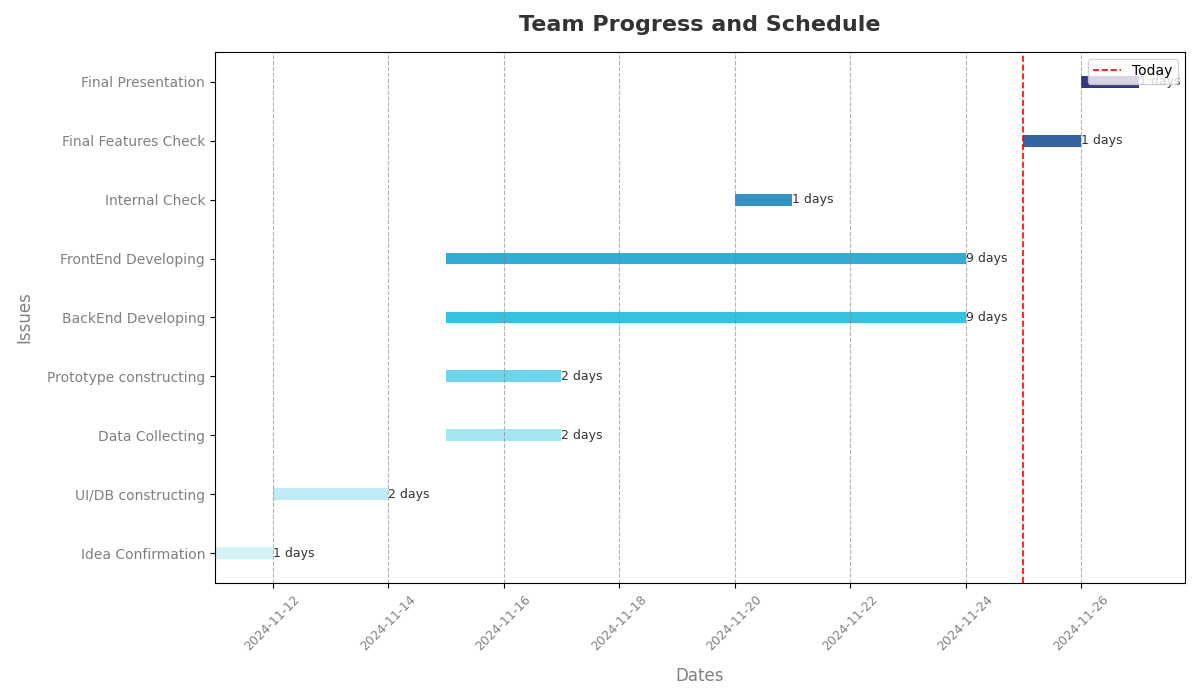 Team Progress and Schedule
Today
Final Presentation
1 days
Final Features Check
1 days
Internal Check
1 days
FrontEnd Developing
9 days
BackEnd Developing
9 days
Prototype constructing
2 days
Data Collecting
2 days
UI/DB constructing
2 days
Idea Confirmation
1 days
Issues
2024-11-12
2024-11-14
2024-11-16
2024-11-18
2024-11-20
2024-11-22
2024-11-24
2024-11-26
Dates